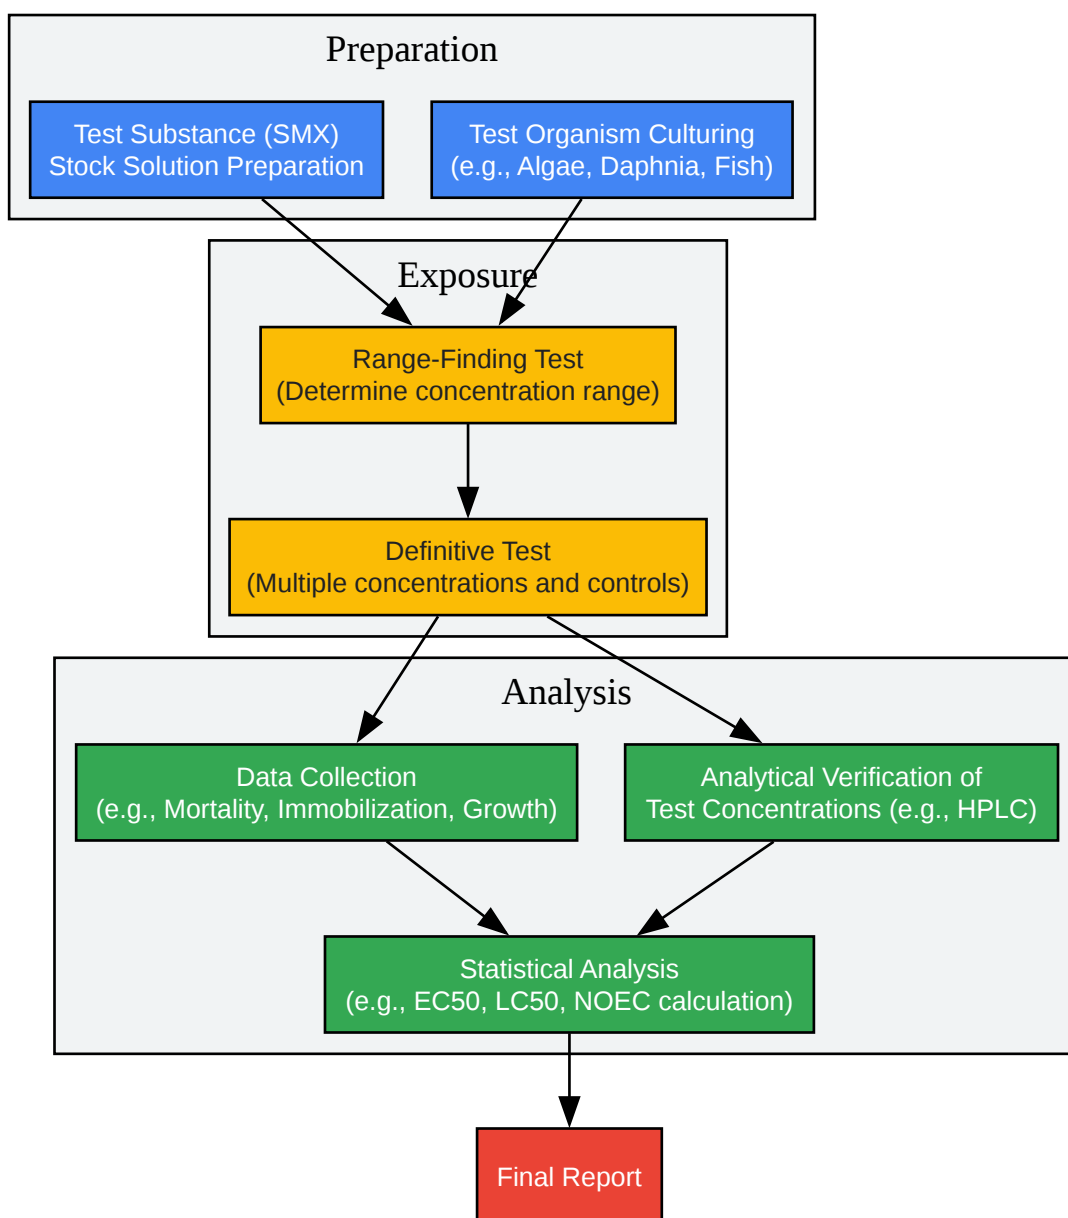 Preparation
Test Substance (SMX)
Stock Solution Preparation
Test Organism Culturing
(e.g., Algae, Daphnia, Fish)
Exposure
Range-Finding Test
(Determine concentration range)
Definitive Test
(Multiple concentrations and controls)
Analysis
Data Collection
(e.g., Mortality, Immobilization, Growth)
Analytical Verification of
Test Concentrations (e.g., HPLC)
Statistical Analysis
(e.g., EC50, LC50, NOEC calculation)
Final Report